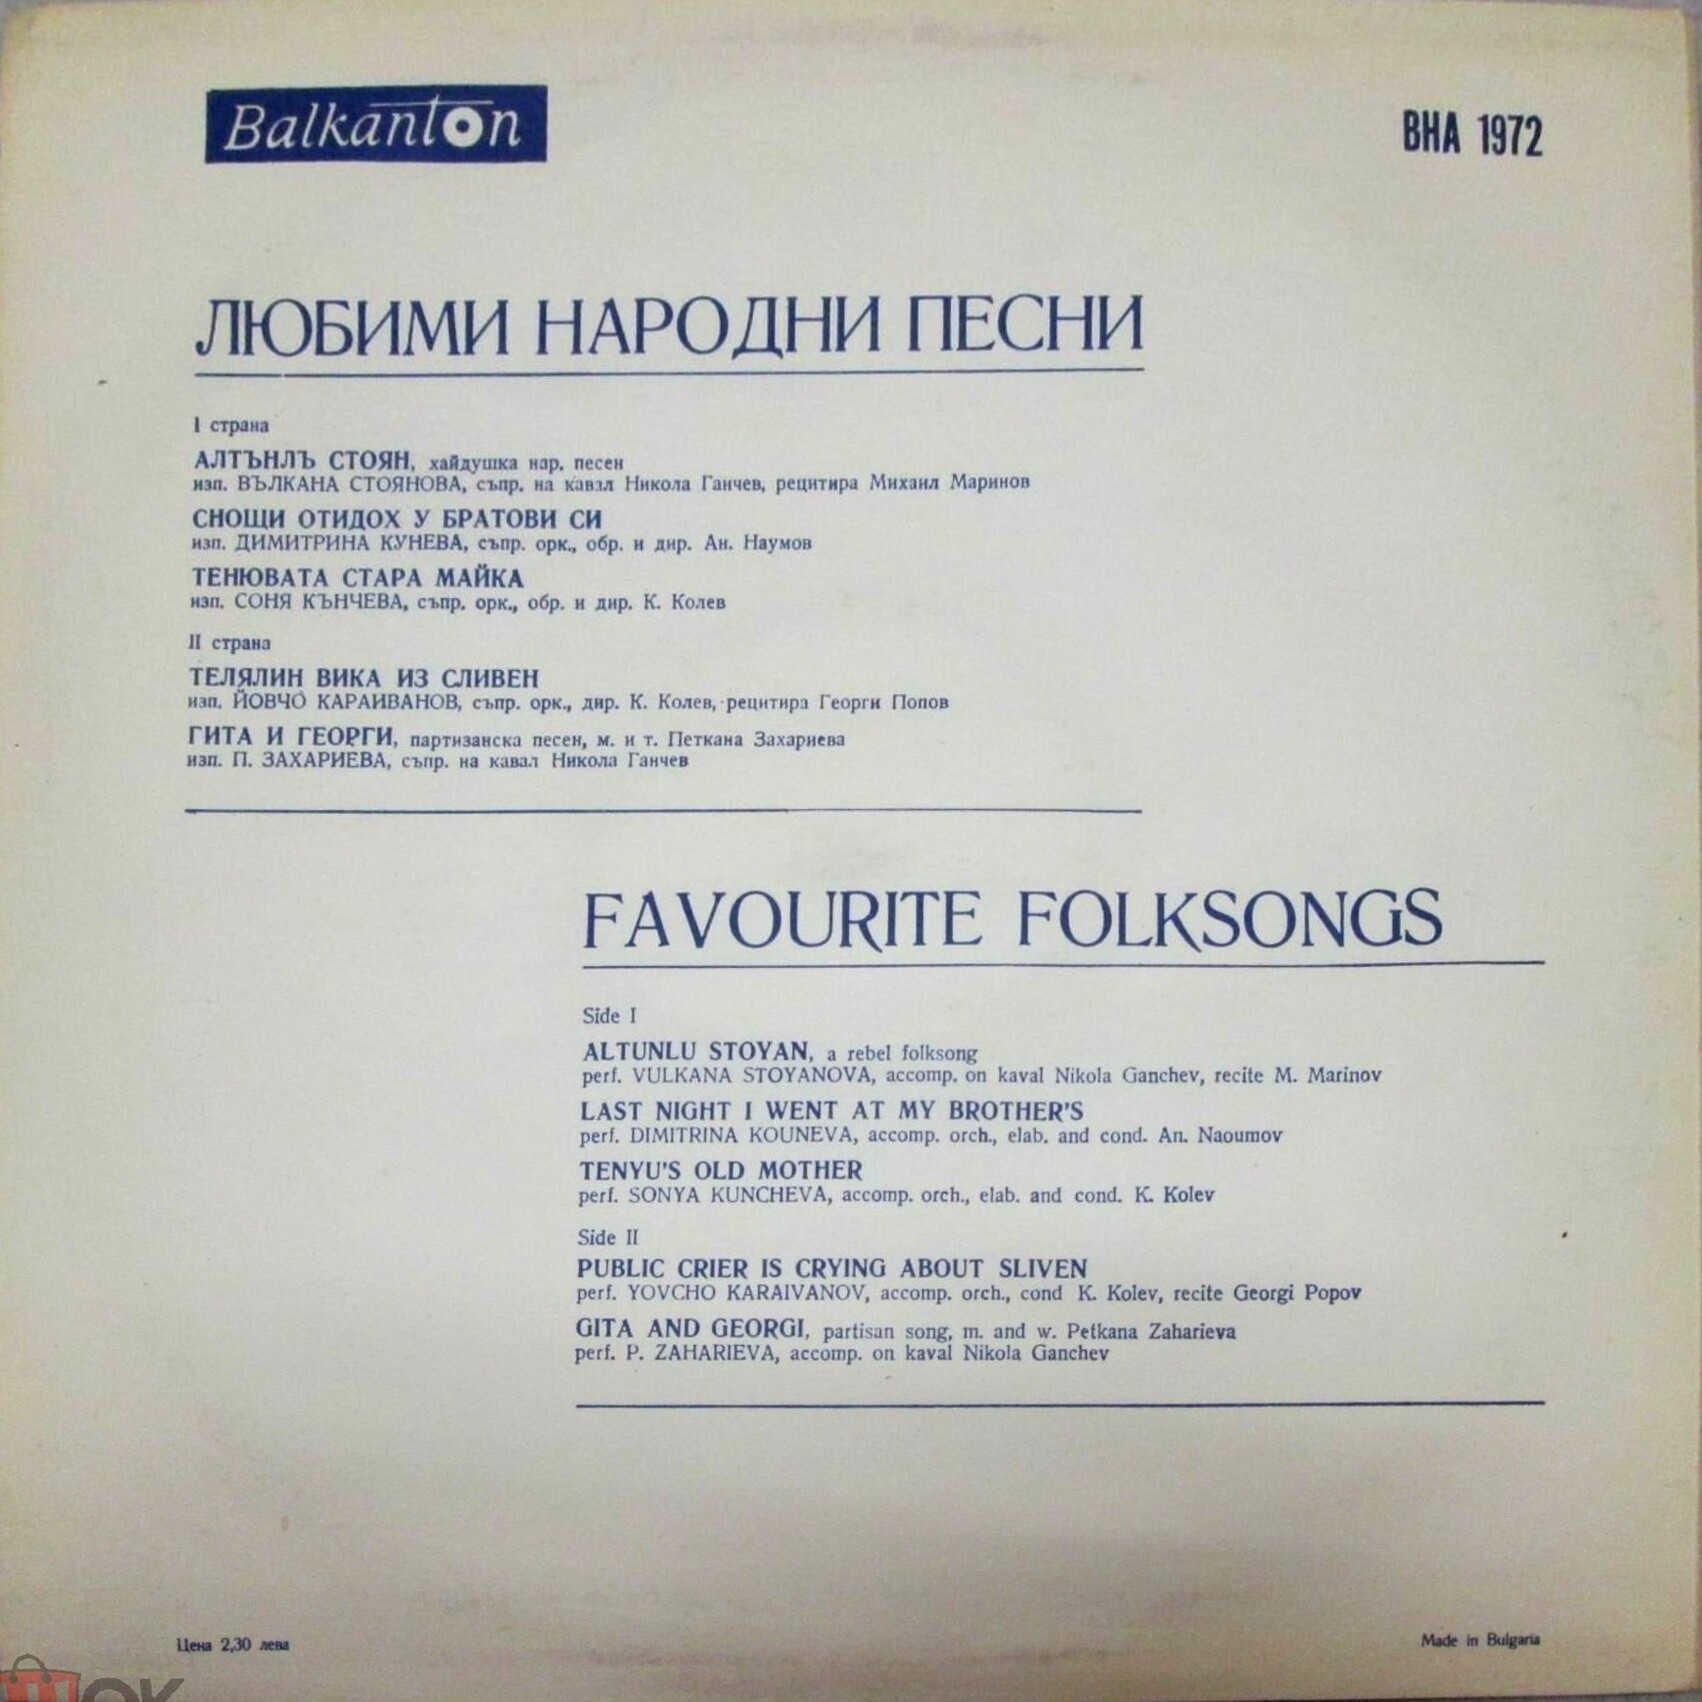 Balkanton
ВНА 1972
ЛЮБИМИ НАРОДНИ ПЕСНИ
I страна
АЛТЪНЛЪ СТОЯН, хайдушка нар. песен
изп. ВЪЛКАНА СТОЯНОВА, съпр. на кавал Никола Ганчев, рецитира Михаил Маринов
СНОЩИ ОТИДОХ У БРАТОВИ СИ
изп. ДИМИТРИНА КУНЕВА, съпр. орк., обр. и дир. Ан. Наумов
ТЕНЮВАТА СТАРА МАЙКА
изп. СОНЯ КЪНЧЕВА, съпр. орк., обр. и дир. К. Колев
II страна
ТЕЛЯЛИН ВИКА ИЗ СЛИВЕН
изп. ЙОВЧО КАРАИВАНОВ, съпр. орк., дир. К. Колев, рецитира Георги Попов
ГИТА И ГЕОРГИ, партизанска песен, м. и т. Петкана Захариева
изп. П. ЗАХАРИЕВА, съпр. на кавал Никола Ганчев
FAVOURITE FOLKSONGS
Side I
ALTUNLU STOYAN, a rebel folksong
perf. VULKANA STOYANOVA, accomp. on kaval Nikola Ganchev, recite M. Marinov
LAST NIGHT I WENT AT MY BROTHER'S
perf. DIMITRINA KOUNEVA, accomp. orch., elab. and cond. An. Naoumov
TENYU'S OLD MOTHER
perf. SONYA KUNCHEVA, accomp. orch., elab. and cond. K. Kolev
Side II
PUBLIC CRIER IS CRYING ABOUT SLIVEN
perf. YOVCHO KARAIVANOV, accomp. orch., cond K. Kolev, recite Georgi Popov
GITA AND GEORGI, partisan song, m. and w. Petkana Zaharieva
perf. P. ZAHARIEVA, accomp. on kaval Nikola Ganchev
Цена 2,30 лева
Made in Bulgaria